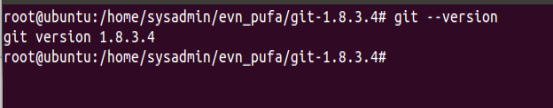 root@ubuntu:/home/sysadmin/evn_pufa/git-1.8.3.4# git --version
git version 1.8.3.4
root@ubuntu:/home/sysadmin/evn_pufa/git-1.8.3.4#